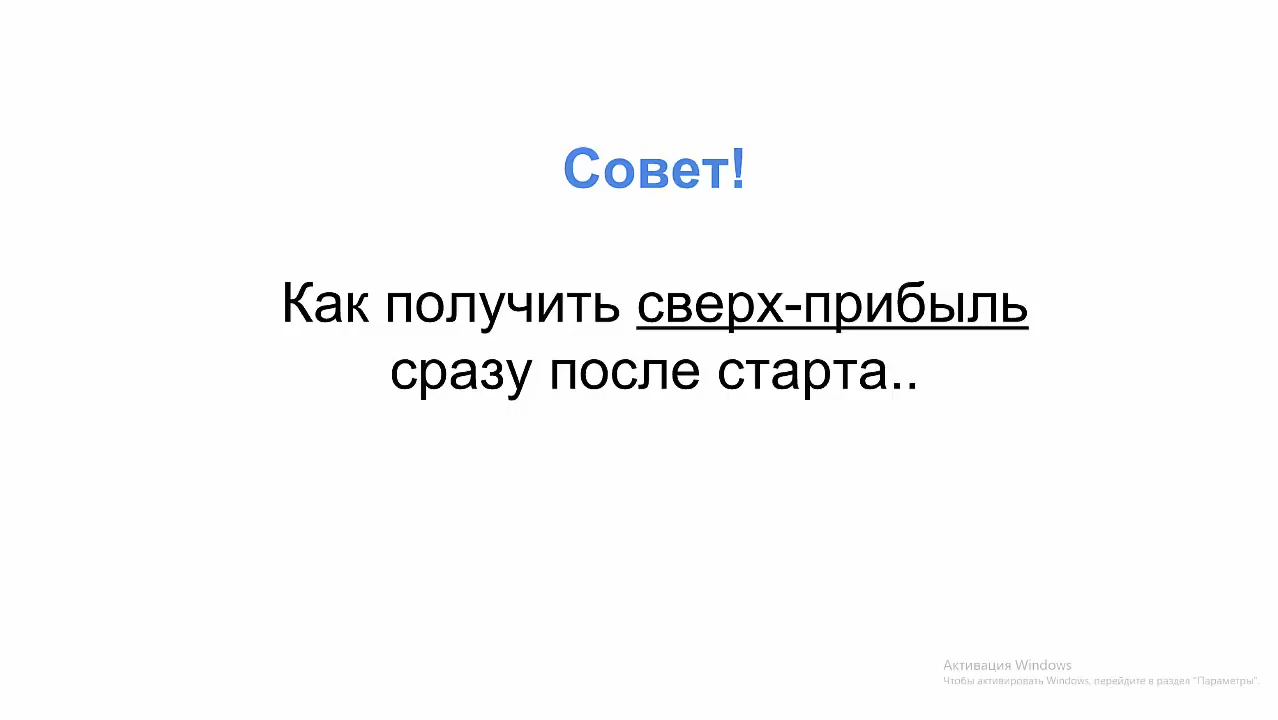 Совет!
Как получить сверх-прибыль
сразу после старта..
Активация Windows
Чтобы активировать Windows, перейдите в раздел "Параметры".